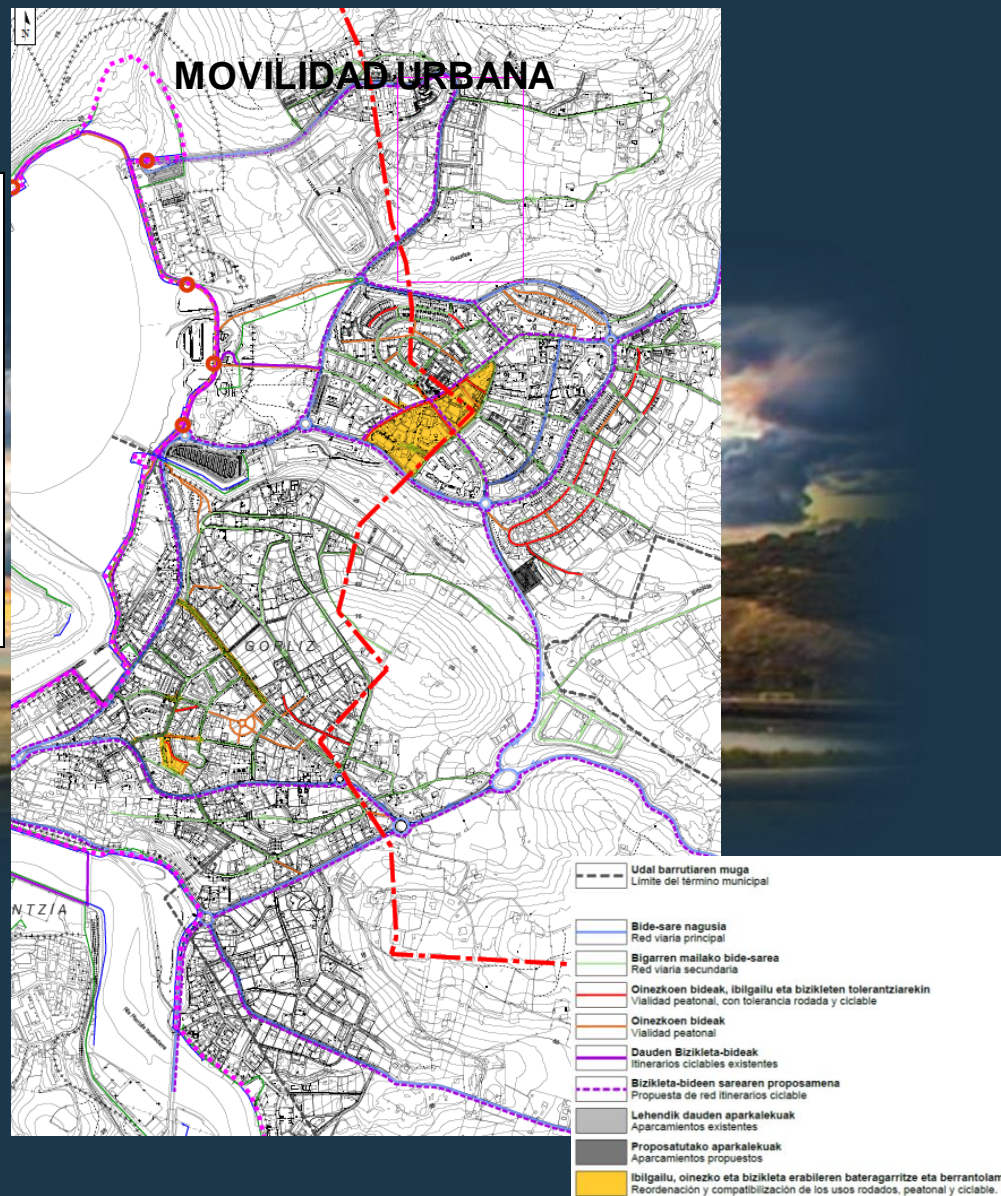 N
MOVILIDAD URBANA
GORLIZ
NTZIA
Udal barrutiaren muga
Límite del término municipal
Bide-sare nagusia
Red viaria principal
Bigarren mailako bide-sarea
Red viaria secundaria
Oinezkoen bideak, ibilgailu eta bizikleten tolerantziarekin
Vialidad peatonal, con tolerancia rodada y ciclable
Oinezkoen bideak
Vialidad peatonal
Dauden Bizikleta-bideak
Itinerarios ciclables existentes
Bizikleta-bideen sarearen proposamena
Propuesta de red itinerarios ciclable
Lehendik dauden aparkalekuak
Aparcamientos existentes
Proposatutako aparkalekuak
Aparcamientos propuestos
Ibilgailu, oinezko eta bizikleta erabileren bateragarritze eta berrantolam
Reordenación y compatibilización de los usos rodados, peatonal y ciclable.